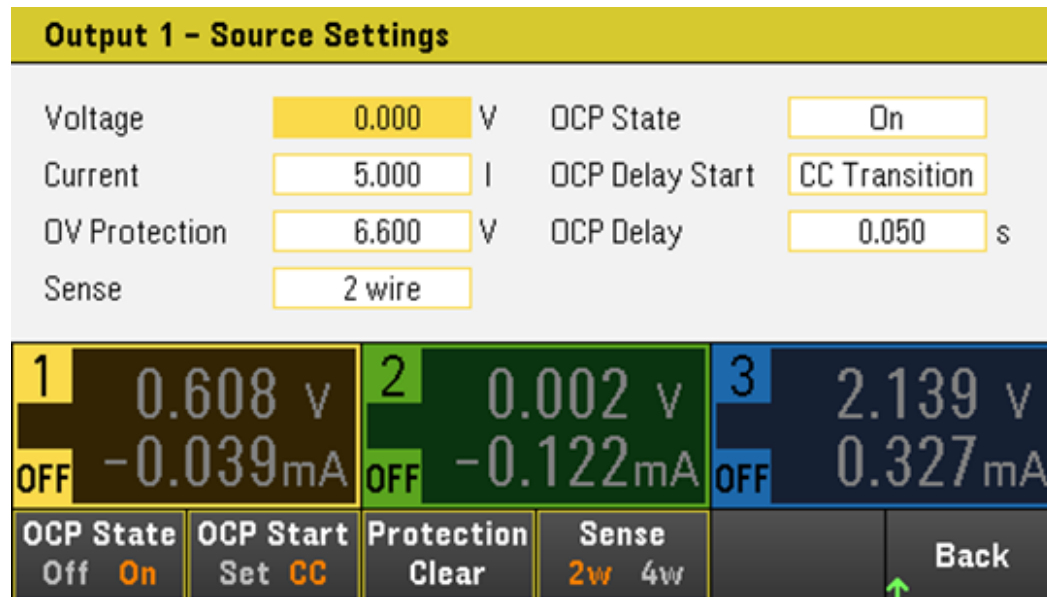 Output 1 – Source Settings
Voltage 0.000 V OCP State On
Current 5.000 I OCP Delay Start CC Transition
OV Protection 6.600 V OCP Delay 0.050 s
Sense 2 wire
1 0.608 V 2 0.002 V 3 2.139 V
OFF -0.039mA OFF -0.122mA OFF 0.327mA
OCP State OCP Start Protection Sense
Off On Set CC Clear 2w 4w Back